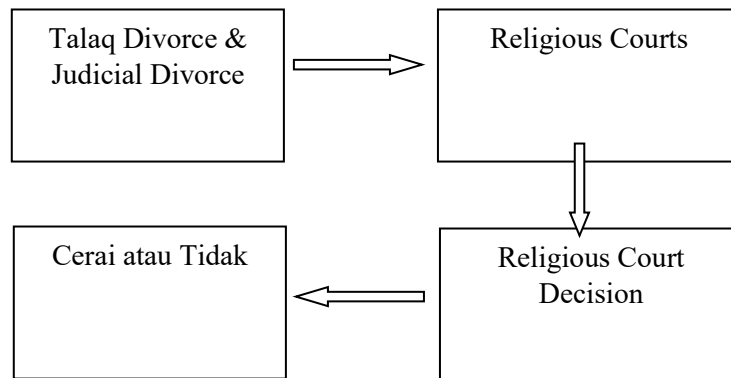 Talaq Divorce &
Judicial Divorce
Religious Courts
Religious Court
Decision
Cerai atau Tidak